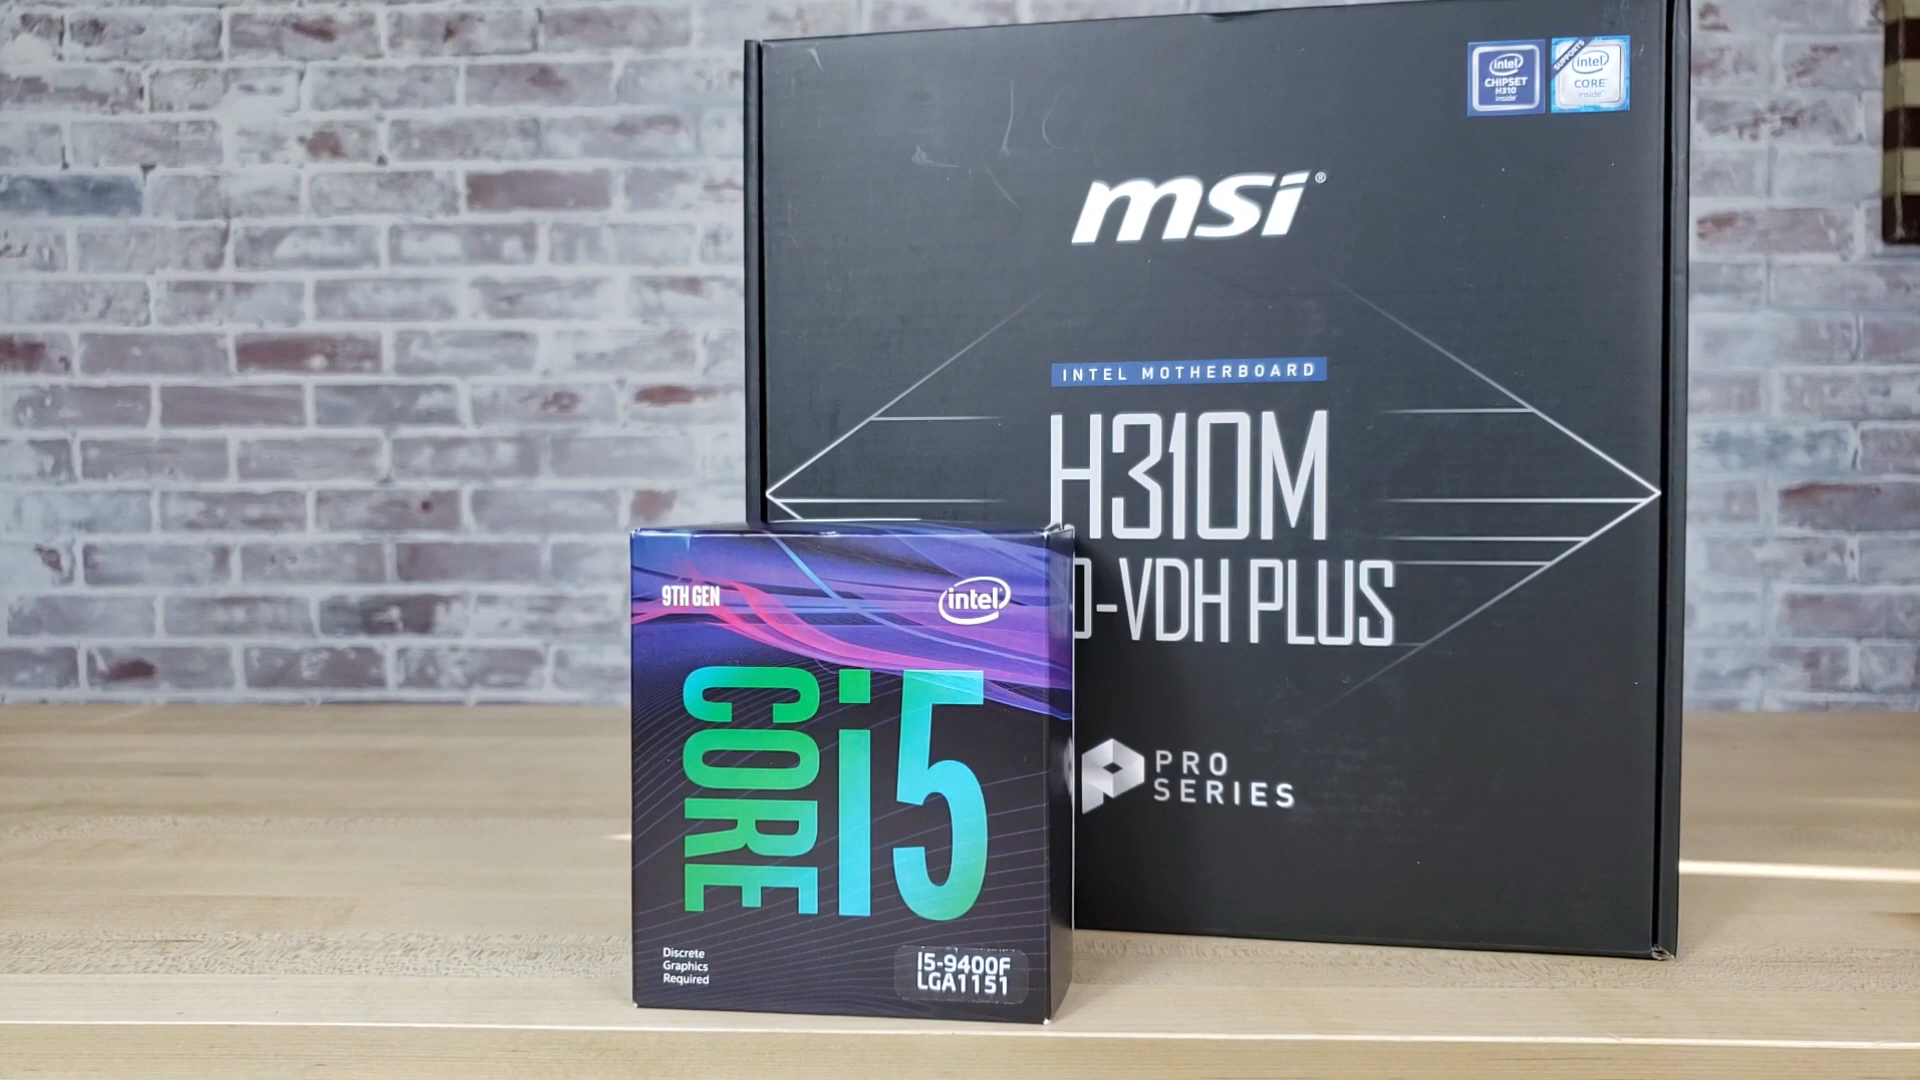 intel
CHIPSET
H310
inside
SUPPORTS
intel
CORE
inside
msi®
INTEL MOTHERBOARD
H310M
-VDH PLUS
PRO
SERIES
9TH GEN
intel
CORE i5
Discrete
Graphics
Required
i5-9400F
LGA1151